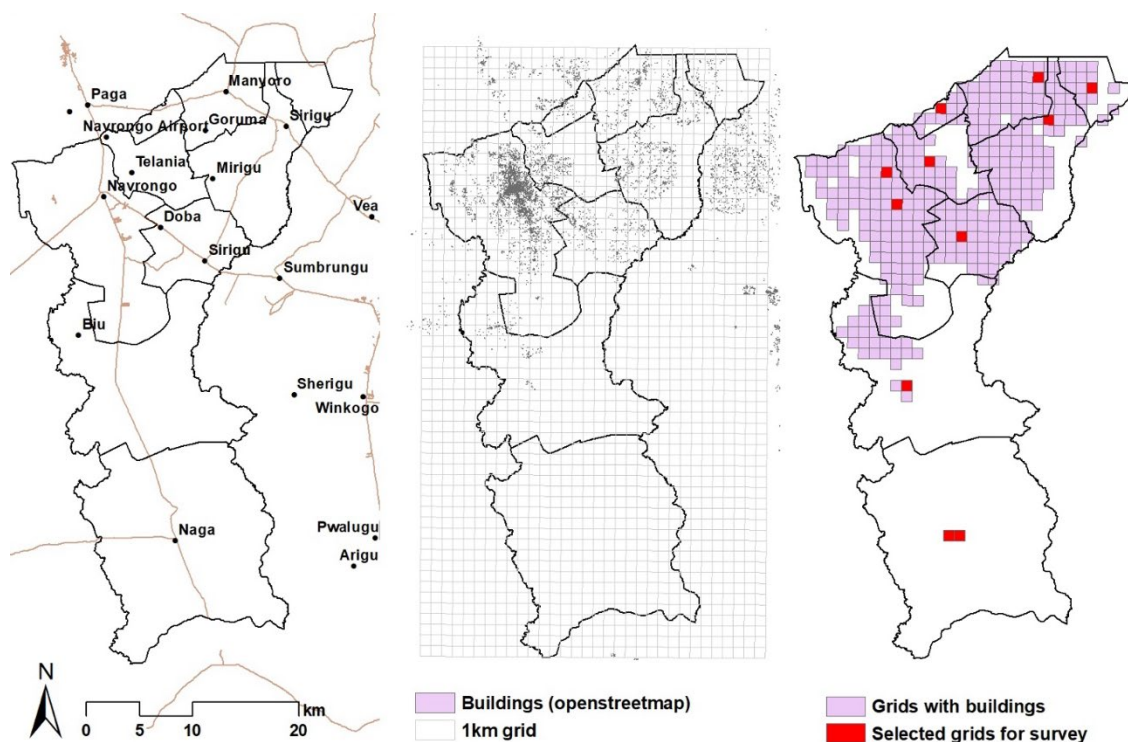 Manyoro
Paga
Navrongo Airport
Goruma
Sirigu
Telania
Mirigu
Navrongo
Vea
Doba
Sirigu
Sumbrungu
Biu
Sherigu
Winkogo
Pwalugu
Naga
Arigu
N
km
0 5 10 20
Buildings (openstreetmap)
1km grid
Grids with buildings
Selected grids for survey